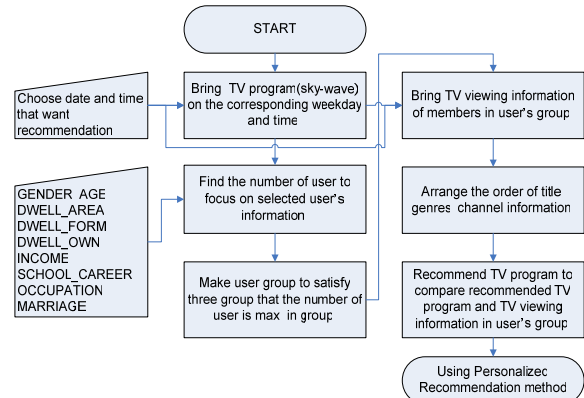 START
Choose date and time
that want
recommendation
Bring TV program(sky-wave)
on the corresponding weekday
and time
Bring TV viewing information
of members in user's group
GENDER AGE
DWELL_AREA
DWELL_FORM
DWELL_OWN
INCOME
SCHOOL_CAREER
OCCUPATION
MARRIAGE
Find the number of user to
focus on selected user's
information
Arrange the order of title
genres channel information
Make user group to satisfy
three group that the number of
user is max in group
Recommend TV program to
compare recommended TV
program and TV viewing
information in user's group
Using Personalized
Recommendation method